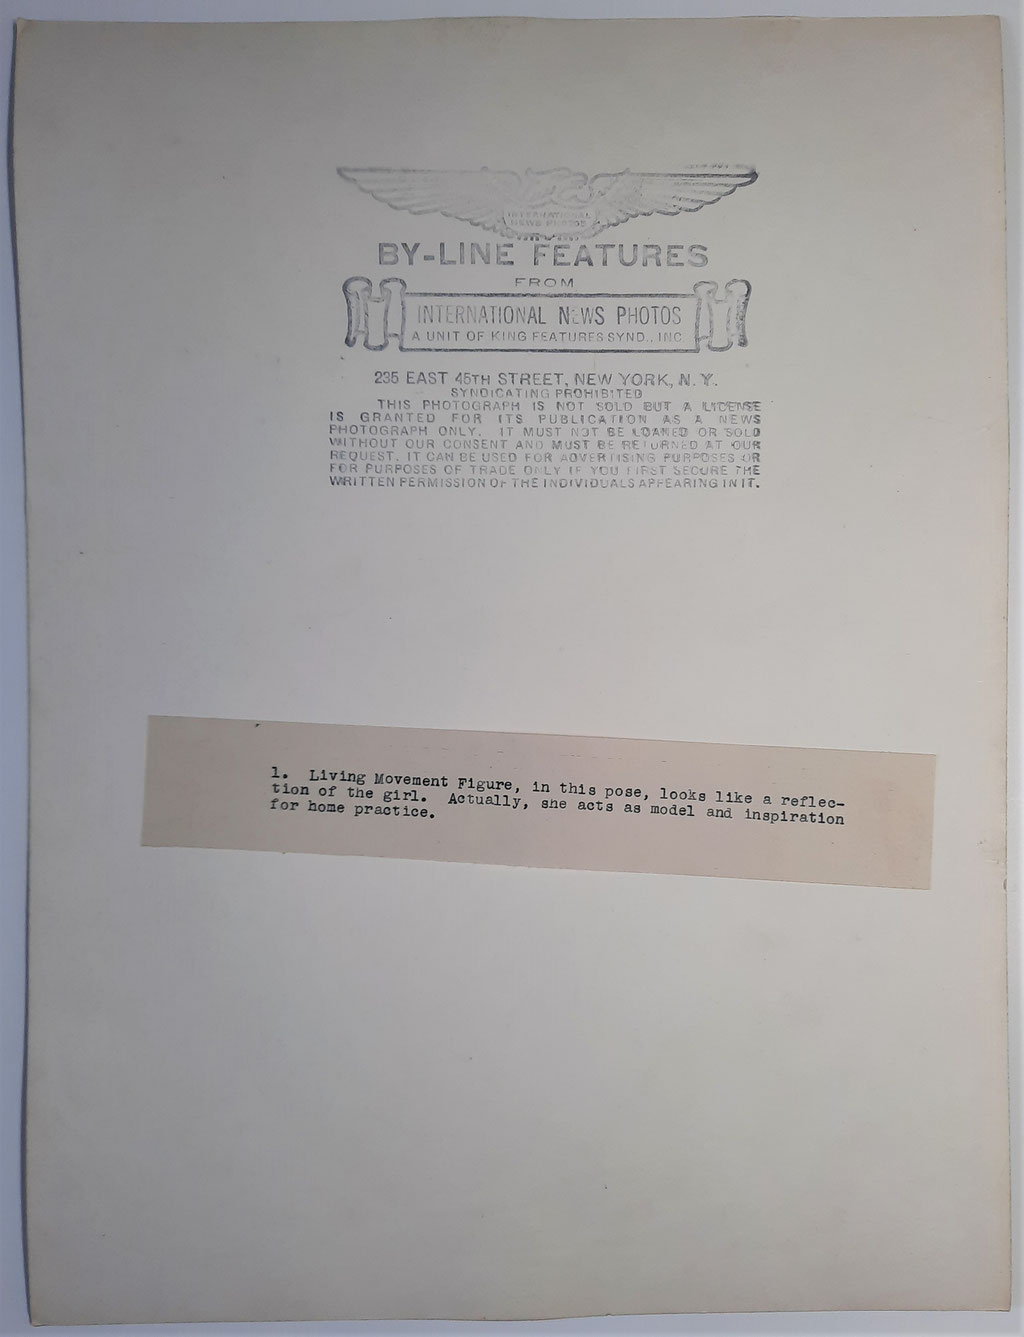 INTERNATIONAL
NEWS PHOTOS
BY-LINE FEATURES
FROM
INTERNATIONAL NEWS PHOTOS
A UNIT OF KING FEATURES SYND., INC
235 EAST 45TH STREET, NEW YORK, N.Y.
SYNDICATING PROHIBITED
THIS PHOTOGRAPH IS NOT SOLD BUT A LICENSE
IS GRANTED FOR ITS PUBLICATION AS A NEWS
PHOTOGRAPH ONLY. IT MUST NOT BE LOANED OR SOLD
WITHOUT OUR CONSENT AND MUST BE RETURNED AT OUR
REQUEST. IT CAN BE USED FOR ADVERTISING PURPOSES OR
FOR PURPOSES OF TRADE ONLY IF YOU FIRST SECURE THE
WRITTEN PERMISSION OF THE INDIVIDUALS APPEARING IN IT.
1. Living Movement Figure, in this pose, looks like a reflec-
tion of the girl. Actually, she acts as model and inspiration
for home practice.